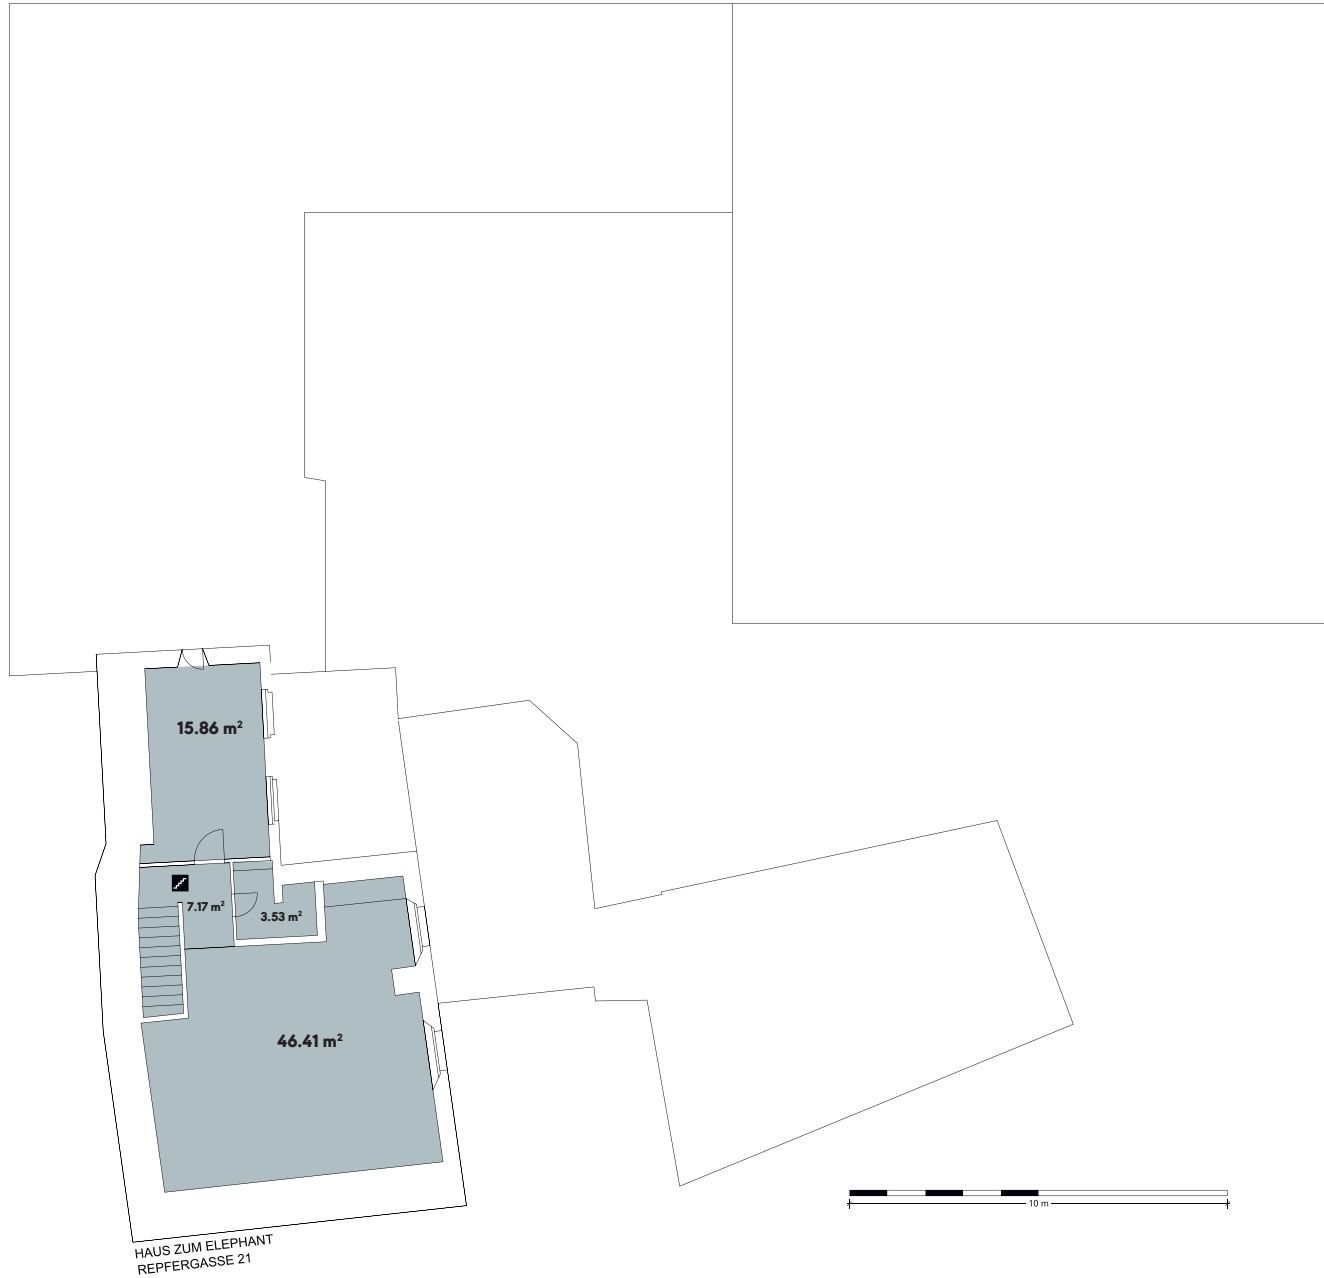 15.86 m²
7.17 m²
3.53 m²
46.41 m²
10 m
HAUS ZUM ELEPHANT
REPFERGASSE 21